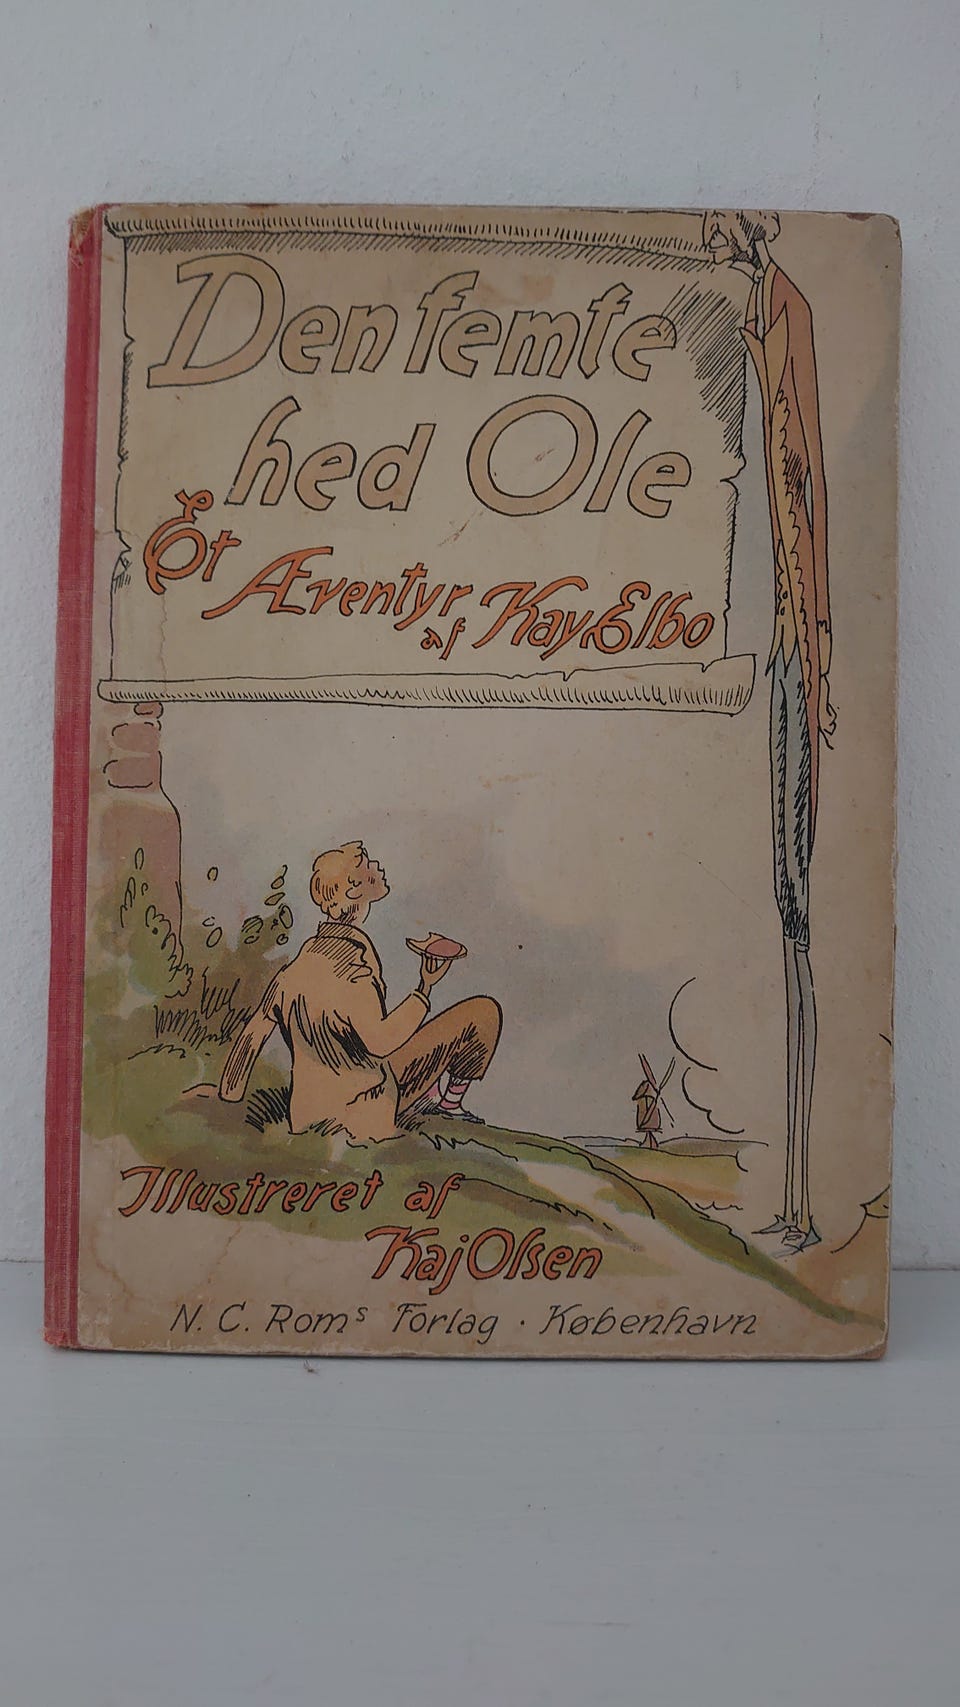 Den femte
hed Ole
Et Æventyr
af Kay Elbo
Illustreret af
Kaj Olsen
N. C. Roms Forlag · København